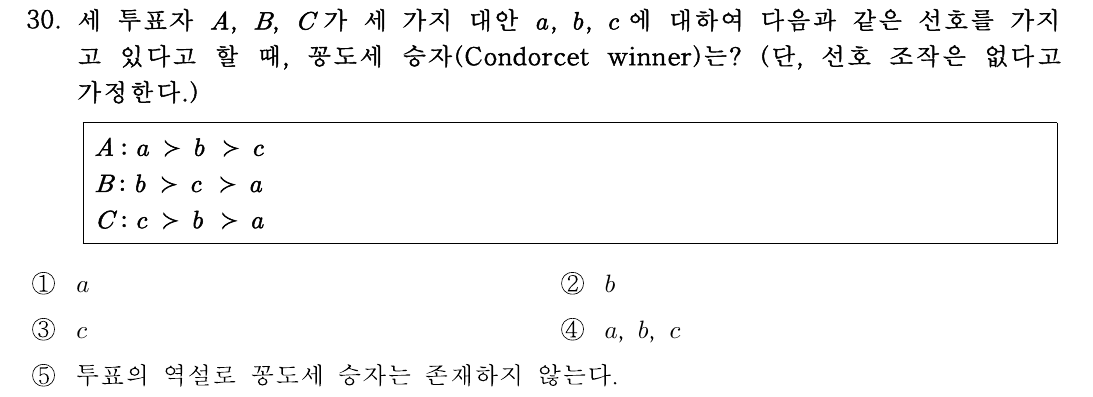 30. 세 투표자 A, B, C가 세 가지 대안 a, b, c에 대하여 다음과 같은 선호를 가지
고 있다고 할 때, 꽁도세 승자(Condorcet winner)는? (단, 선호 조작은 없다고
가정한다.)
A: a ≻ b ≻ c
B: b ≻ c ≻ a
C: c ≻ b ≻ a
① a ② b
③ c ④ a, b, c
⑤ 투표의 역설로 꽁도세 승자는 존재하지 않는다.